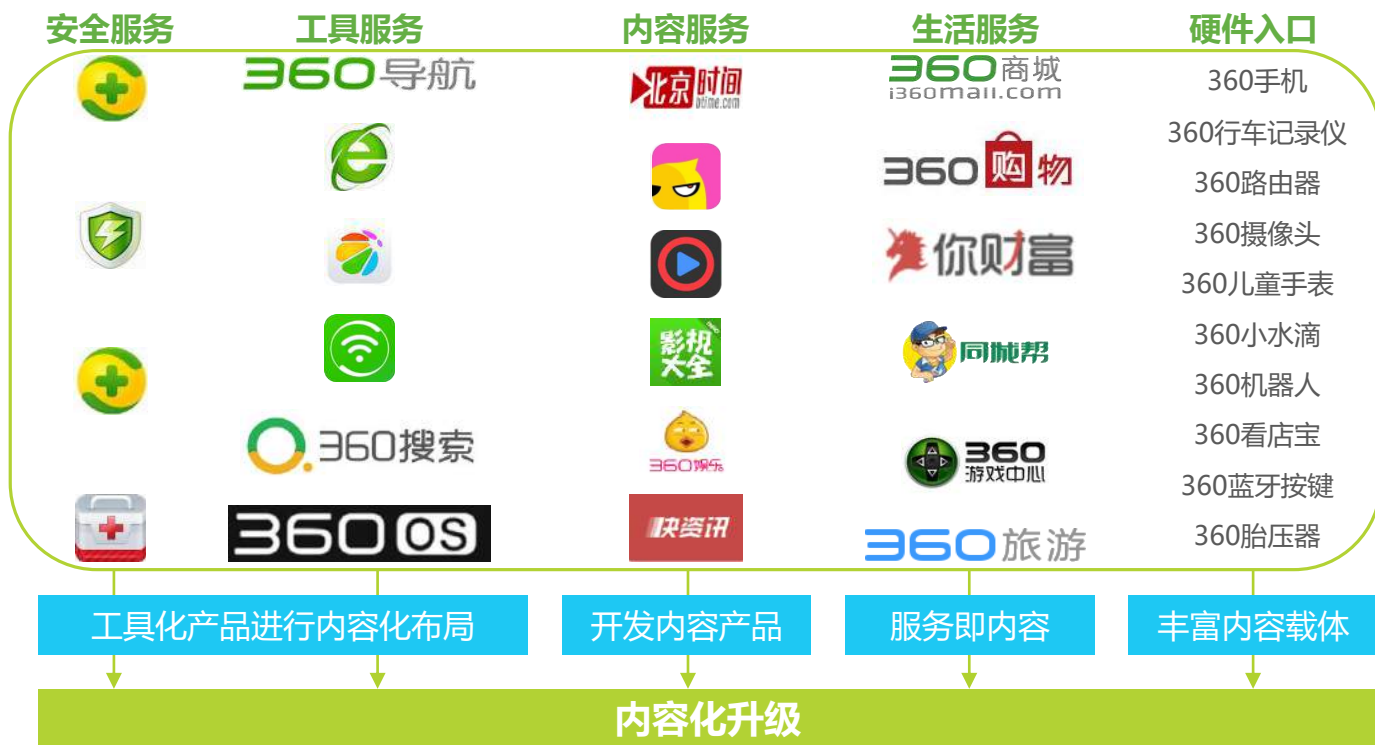 安全服务
工具服务
内容服务
生活服务
硬件入口
360导航
360搜索
360 OS
北京时间
btime.com
影视
大全
360娱乐
快资讯
360商城
i360mall.com
360购物
你财富
同城帮
360
游戏中心
360旅游
360手机
360行车记录仪
360路由器
360摄像头
360儿童手表
360小水滴
360机器人
360看店宝
360蓝牙按键
360胎压器
工具化产品进行内容化布局
开发内容产品
服务即内容
丰富内容载体
内容化升级